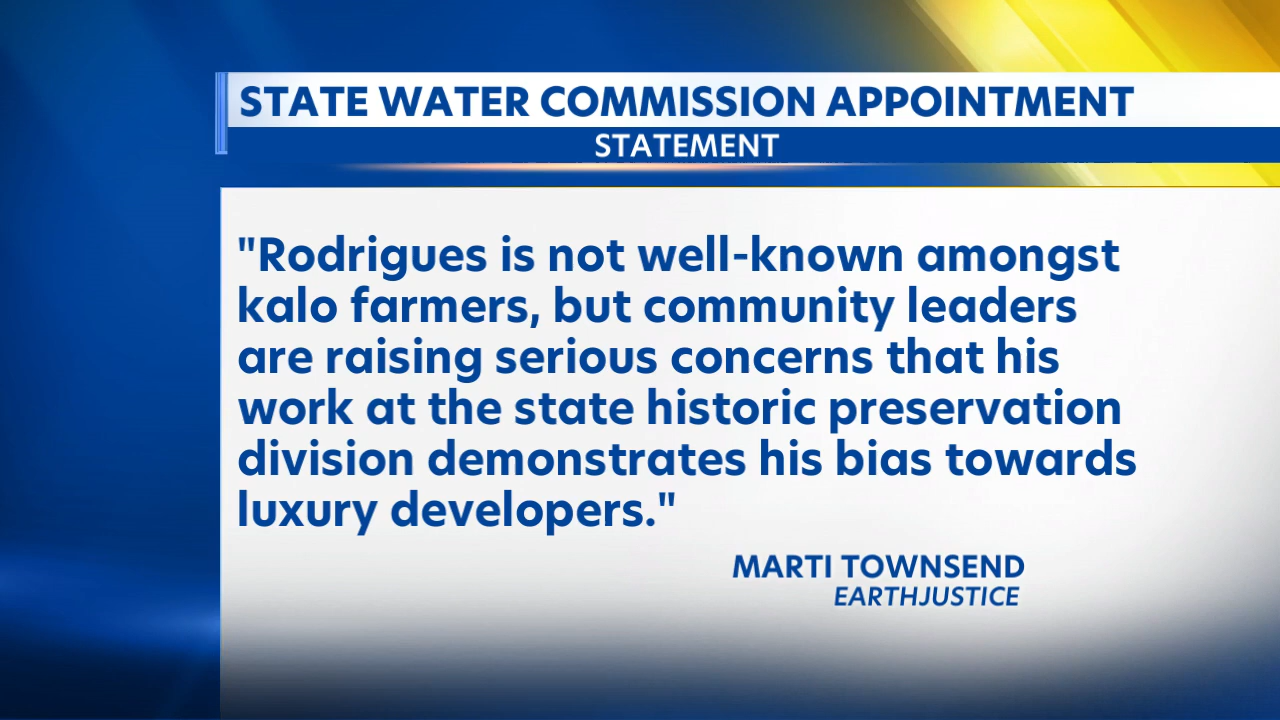 STATE WATER COMMISSION APPOINTMENT
STATEMENT
"Rodrigues is not well-known amongst
kalo farmers, but community leaders
are raising serious concerns that his
work at the state historic preservation
division demonstrates his bias towards
luxury developers."
MARTI TOWNSEND
EARTHJUSTICE